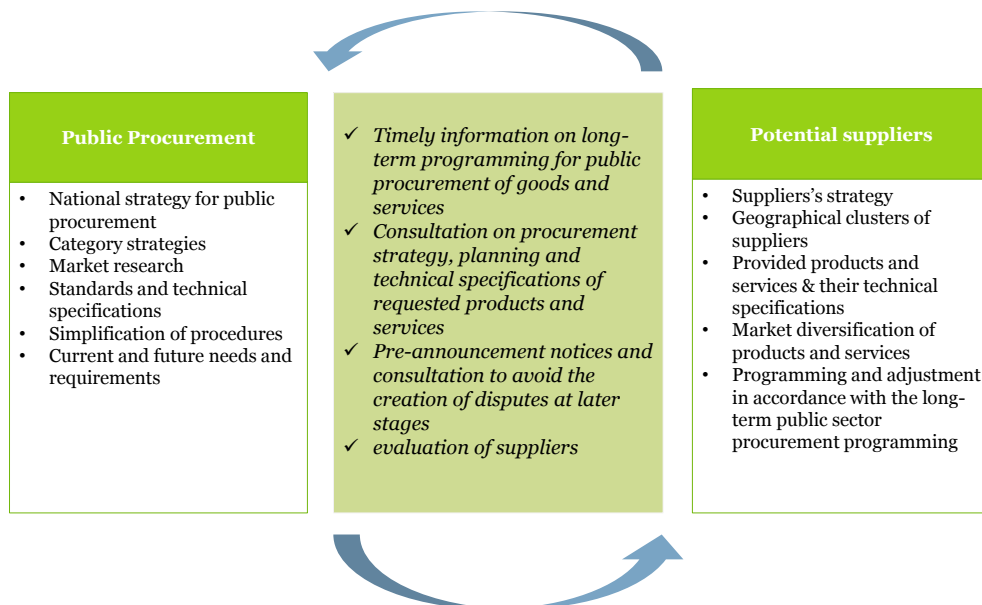 Public Procurement
• National strategy for public
procurement
• Category strategies
• Market research
• Standards and technical
specifications
• Simplification of procedures
• Current and future needs and
requirements
✓ Timely information on long-
term programming for public
procurement of goods and
services
✓ Consultation on procurement
strategy, planning and
technical specifications of
requested products and
services
✓ Pre-announcement notices and
consultation to avoid the
creation of disputes at later
stages
✓ evaluation of suppliers
Potential suppliers
• Suppliers's strategy
• Geographical clusters of
suppliers
• Provided products and
services & their technical
specifications
• Market diversification of
products and services
• Programming and adjustment
in accordance with the long-
term public sector
procurement programming